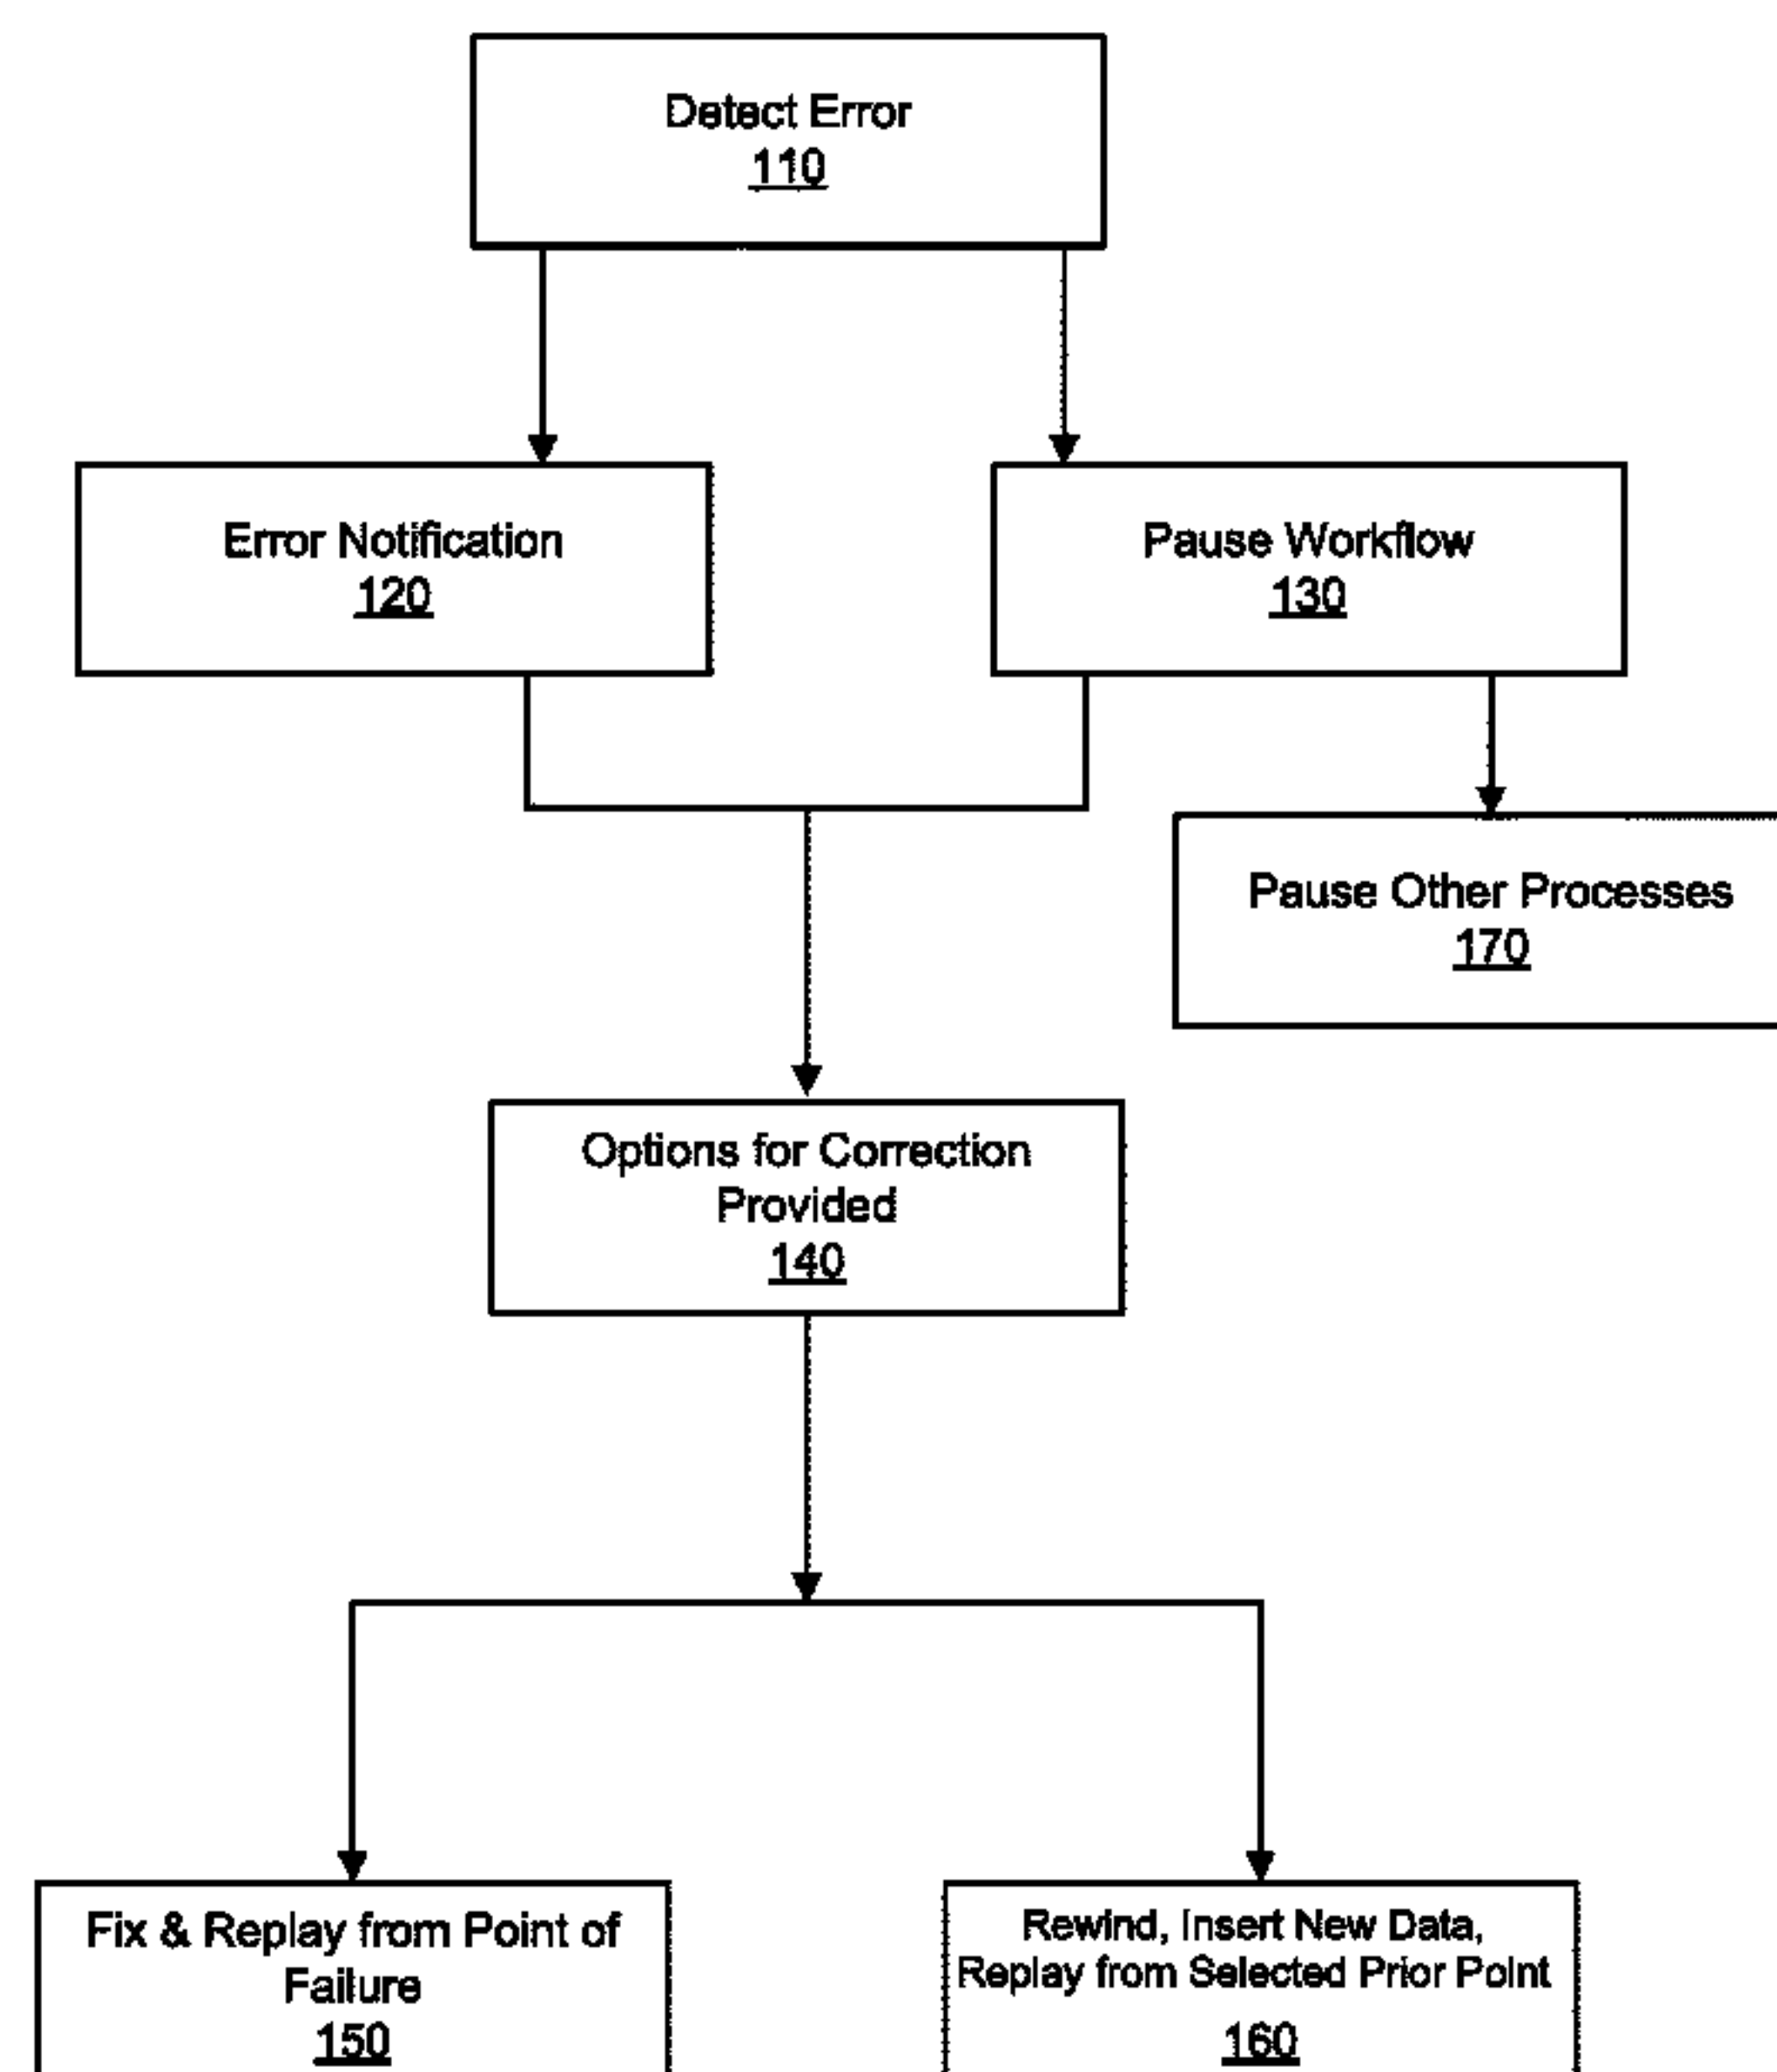 Detect Error
110
Error Notification
120
Pause Workflow
130
Pause Other Processes
170
Options for Correction
Provided
140
Fix & Replay from Point of
Failure
150
Rewind, Insert New Data,
Replay from Selected Prior Point
160